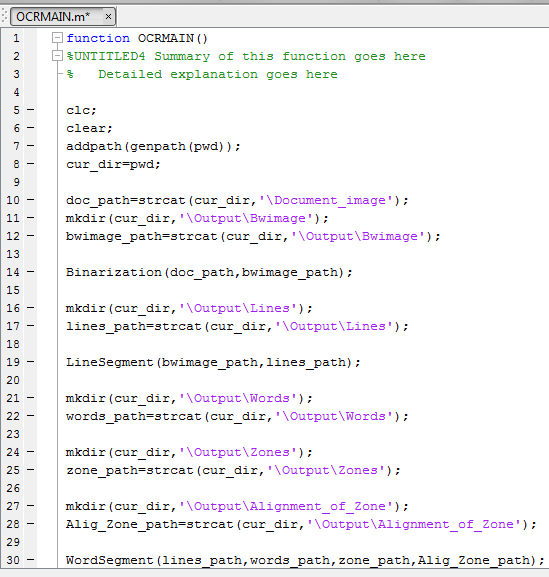 OCRMAIN.m* ×
1 function OCRMAIN()
2 %UNTITLED4 Summary of this function goes here
3 %   Detailed explanation goes here
4
5 – clc;
6 – clear;
7 – addpath(genpath(pwd));
8 – cur_dir=pwd;
9
10 – doc_path=strcat(cur_dir,'\Document_image');
11 – mkdir(cur_dir,'\Output\Bwimage');
12 – bwimage_path=strcat(cur_dir,'\Output\Bwimage');
13
14 – Binarization(doc_path,bwimage_path);
15
16 – mkdir(cur_dir,'\Output\Lines');
17 – lines_path=strcat(cur_dir,'\Output\Lines');
18
19 – LineSegment(bwimage_path,lines_path);
20
21 – mkdir(cur_dir,'\Output\Words');
22 – words_path=strcat(cur_dir,'\Output\Words');
23
24 – mkdir(cur_dir,'\Output\Zones');
25 – zone_path=strcat(cur_dir,'\Output\Zones');
26
27 – mkdir(cur_dir,'\Output\Alignment_of_Zone');
28 – Alig_Zone_path=strcat(cur_dir,'\Output\Alignment_of_Zone');
29
30 – WordSegment(lines_path,words_path,zone_path,Alig_Zone_path);